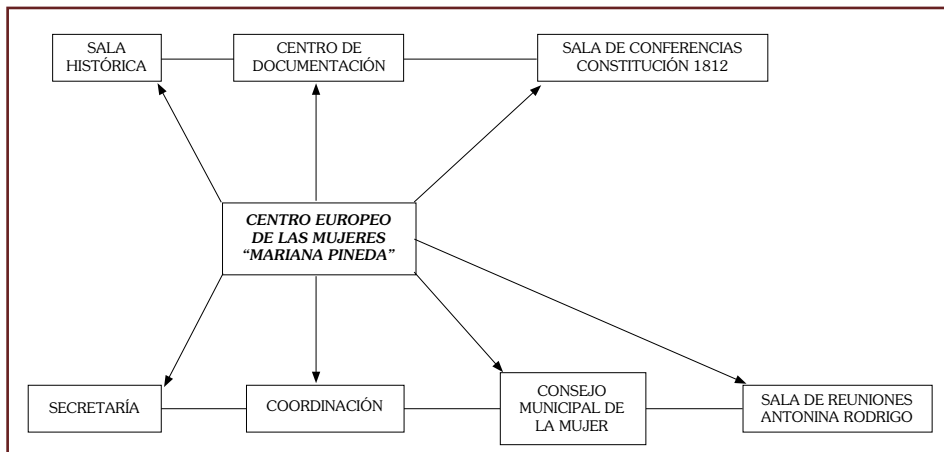 SALA
HISTÓRICA
CENTRO DE
DOCUMENTACIÓN
SALA DE CONFERENCIAS
CONSTITUCIÓN 1812
CENTRO EUROPEO
DE LAS MUJERES
“MARIANA PINEDA”
SECRETARÍA
COORDINACIÓN
CONSEJO
MUNICIPAL DE
LA MUJER
SALA DE REUNIONES
ANTONINA RODRIGO